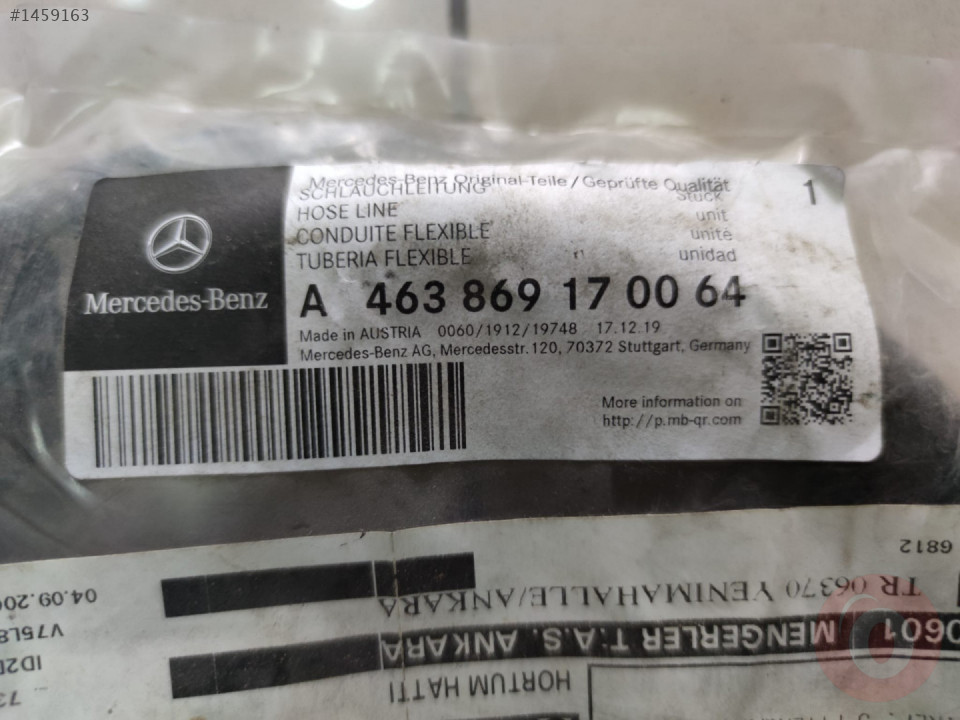 #1459163
Mercedes-Benz Original-Teile / Geprüfte Qualität
SCHLAUCHLEITUNG Stück
1
HOSE LINE unit
CONDUITE FLEXIBLE unité
TUBERIA FLEXIBLE unidad
Mercedes-Benz
A 463 869 17 00 64
Made in AUSTRIA 0060/1912/19748 17.12.19
Mercedes-Benz AG, Mercedesstr. 120, 70372 Stuttgart, Germany
More information on
http://p.mb-qr.com
HORTUM HATTI
0601 MENGERLER T.A.S. ANKARA
TR 06370 YENIMAHALLE/ANKARA
6812